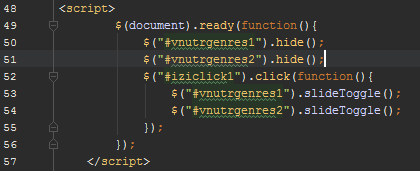 48 <script>
49 $(document).ready(function(){
50 $("#vnutrgenres1").hide();
51 $("#vnutrgenres2").hide();
52 $("#iziclick1").click(function(){
53 $("#vnutrgenres1").slideToggle();
54 $("#vnutrgenres2").slideToggle();
55 });
56 });
57 </script>